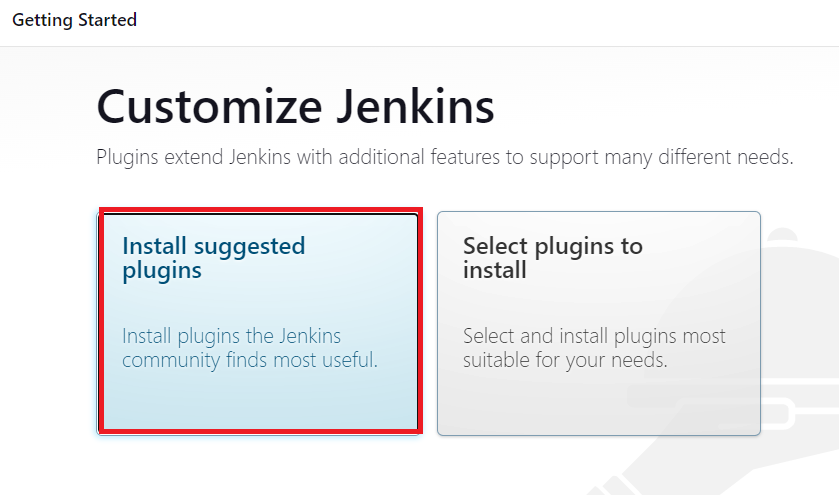 Getting Started
Customize Jenkins
Plugins extend Jenkins with additional features to support many different needs.
Install suggested
plugins
Install plugins the Jenkins
community finds most useful.
Select plugins to
install
Select and install plugins most
suitable for your needs.